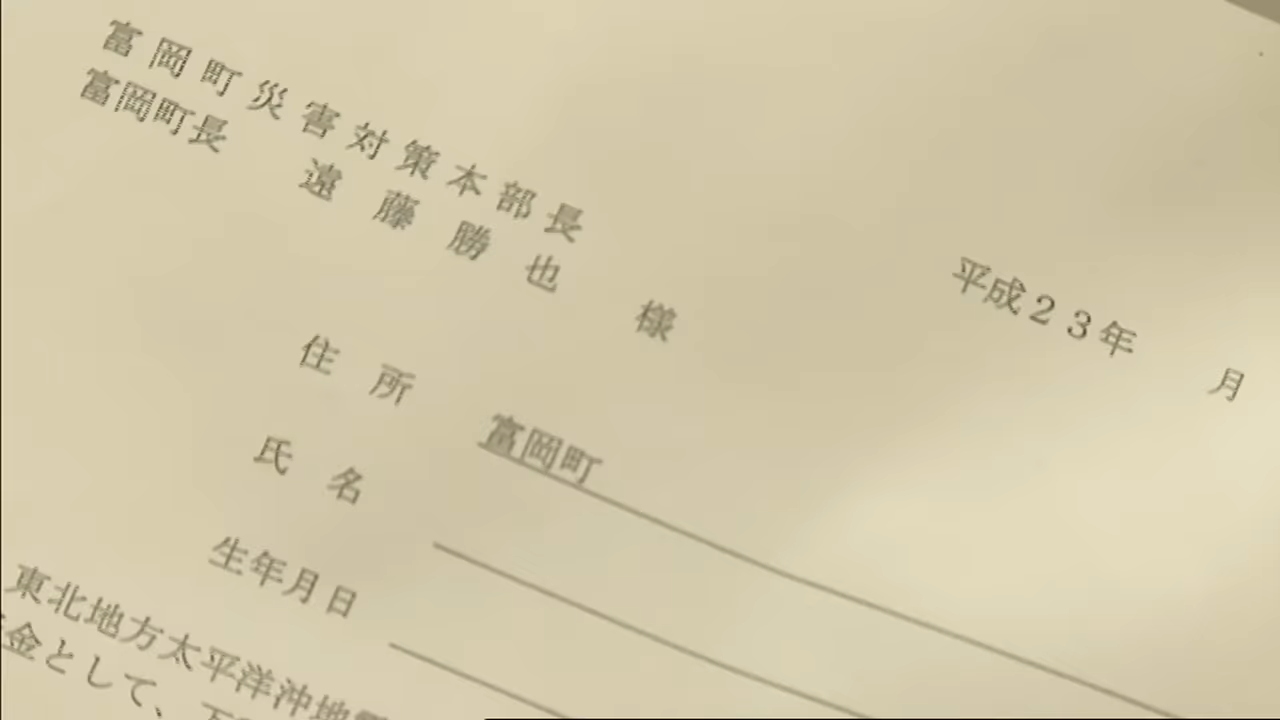 富岡町災害対策本部長
富岡町長 遠藤勝也 様
平成23年 月
住所 富岡町
氏名
生年月日
東北地方太平洋沖地震
金として、